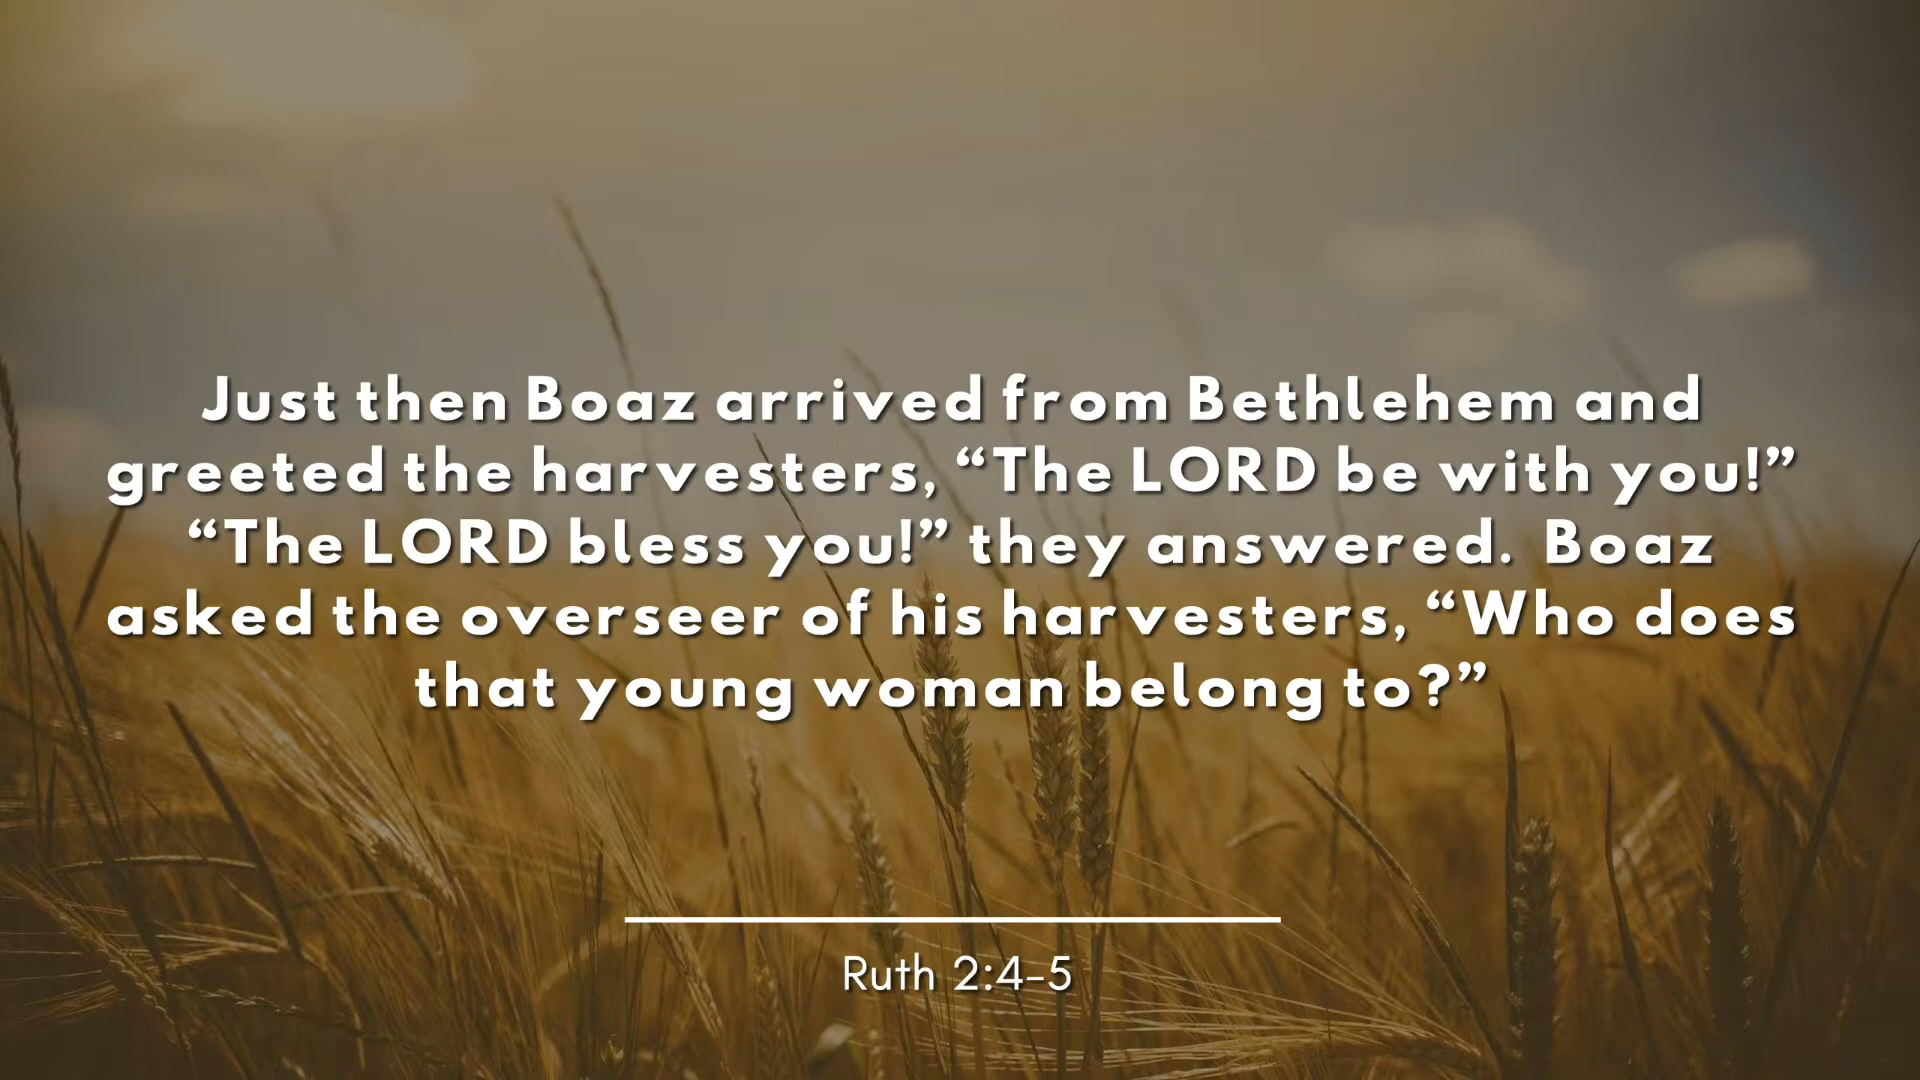 Just then Boaz arrived from Bethlehem and
greeted the harvesters, “The LORD be with you!”
“The LORD bless you!” they answered. Boaz
asked the overseer of his harvesters, “Who does
that young woman belong to?”
Ruth 2:4-5